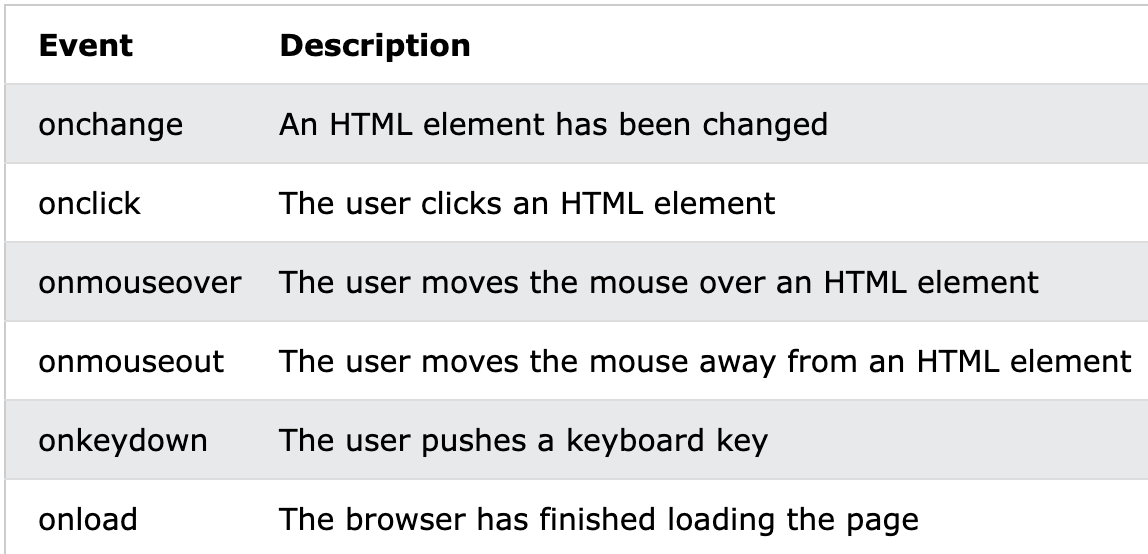 Event Description
onchange An HTML element has been changed
onclick The user clicks an HTML element
onmouseover The user moves the mouse over an HTML element
onmouseout The user moves the mouse away from an HTML element
onkeydown The user pushes a keyboard key
onload The browser has finished loading the page